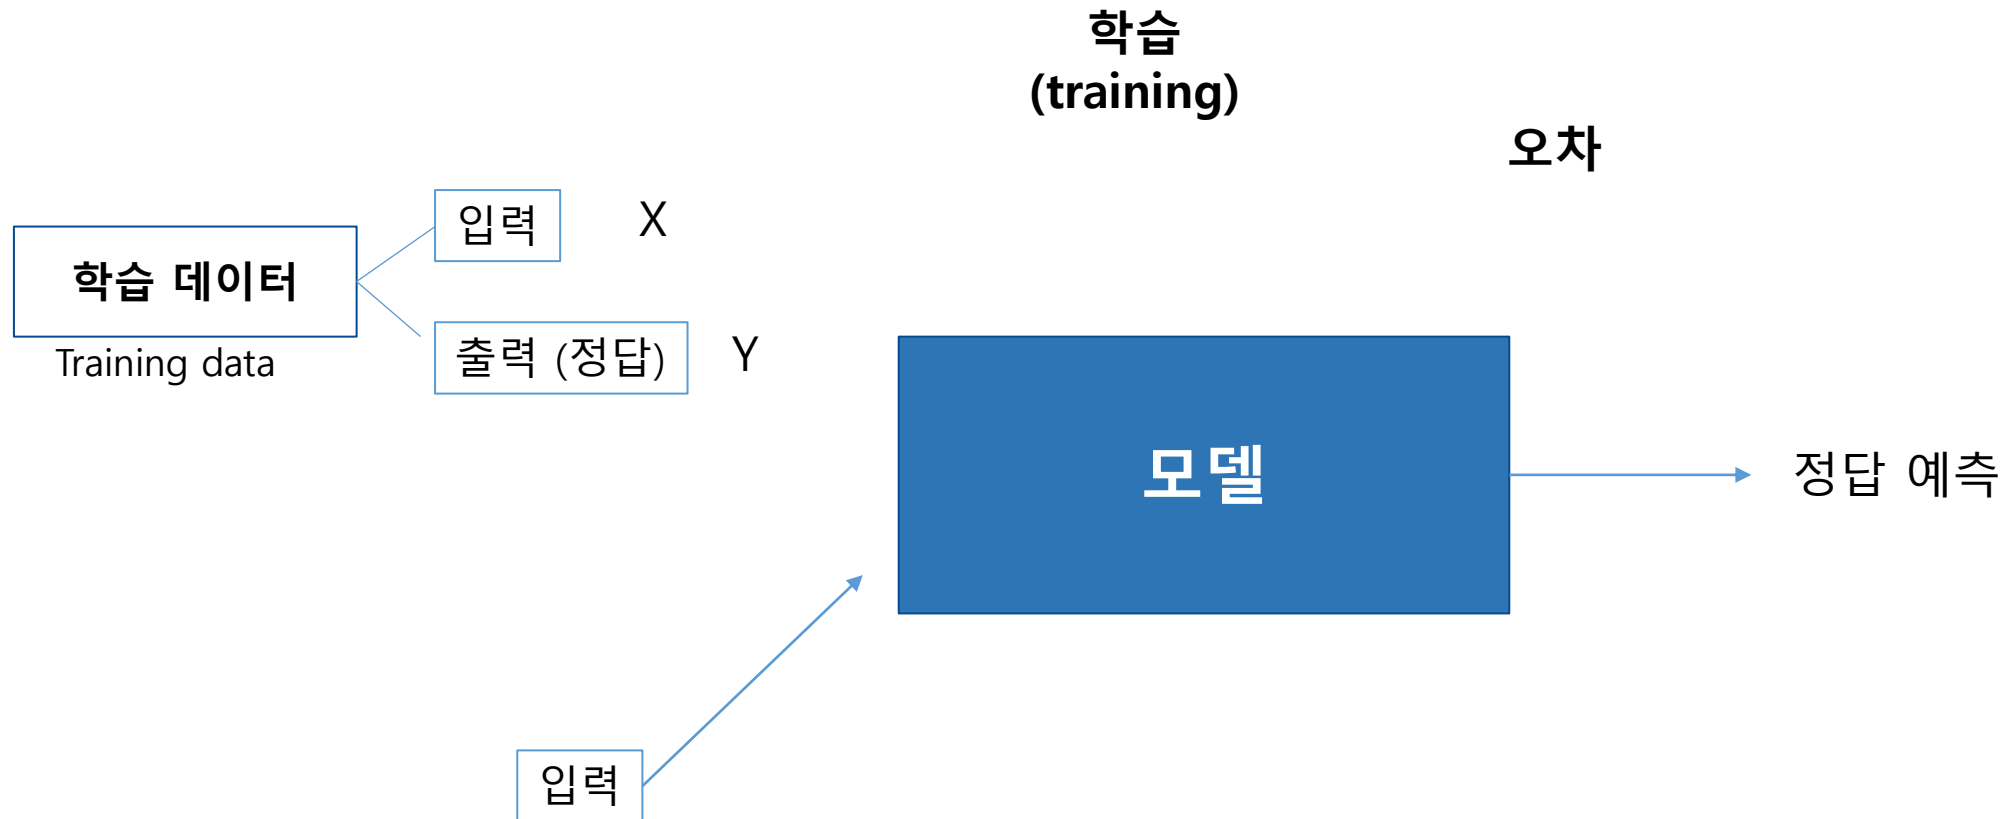 학습
(training)
오차
입력
X
학습 데이터
Training data
출력 (정답)
Y
모델
정답 예측
입력